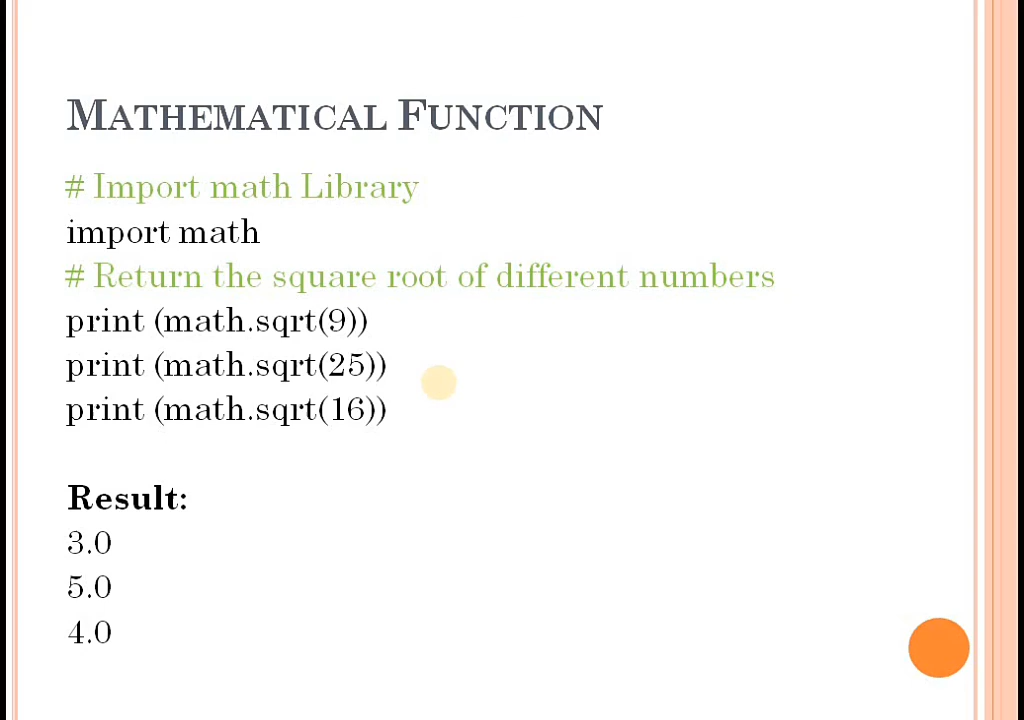 MATHEMATICAL FUNCTION
# Import math Library
import math
# Return the square root of different numbers
print (math.sqrt(9))
print (math.sqrt(25))
print (math.sqrt(16))
Result:
3.0
5.0
4.0